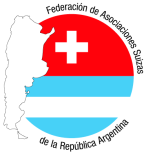 Federación de Asociaciones Suizas
de la República Argentina